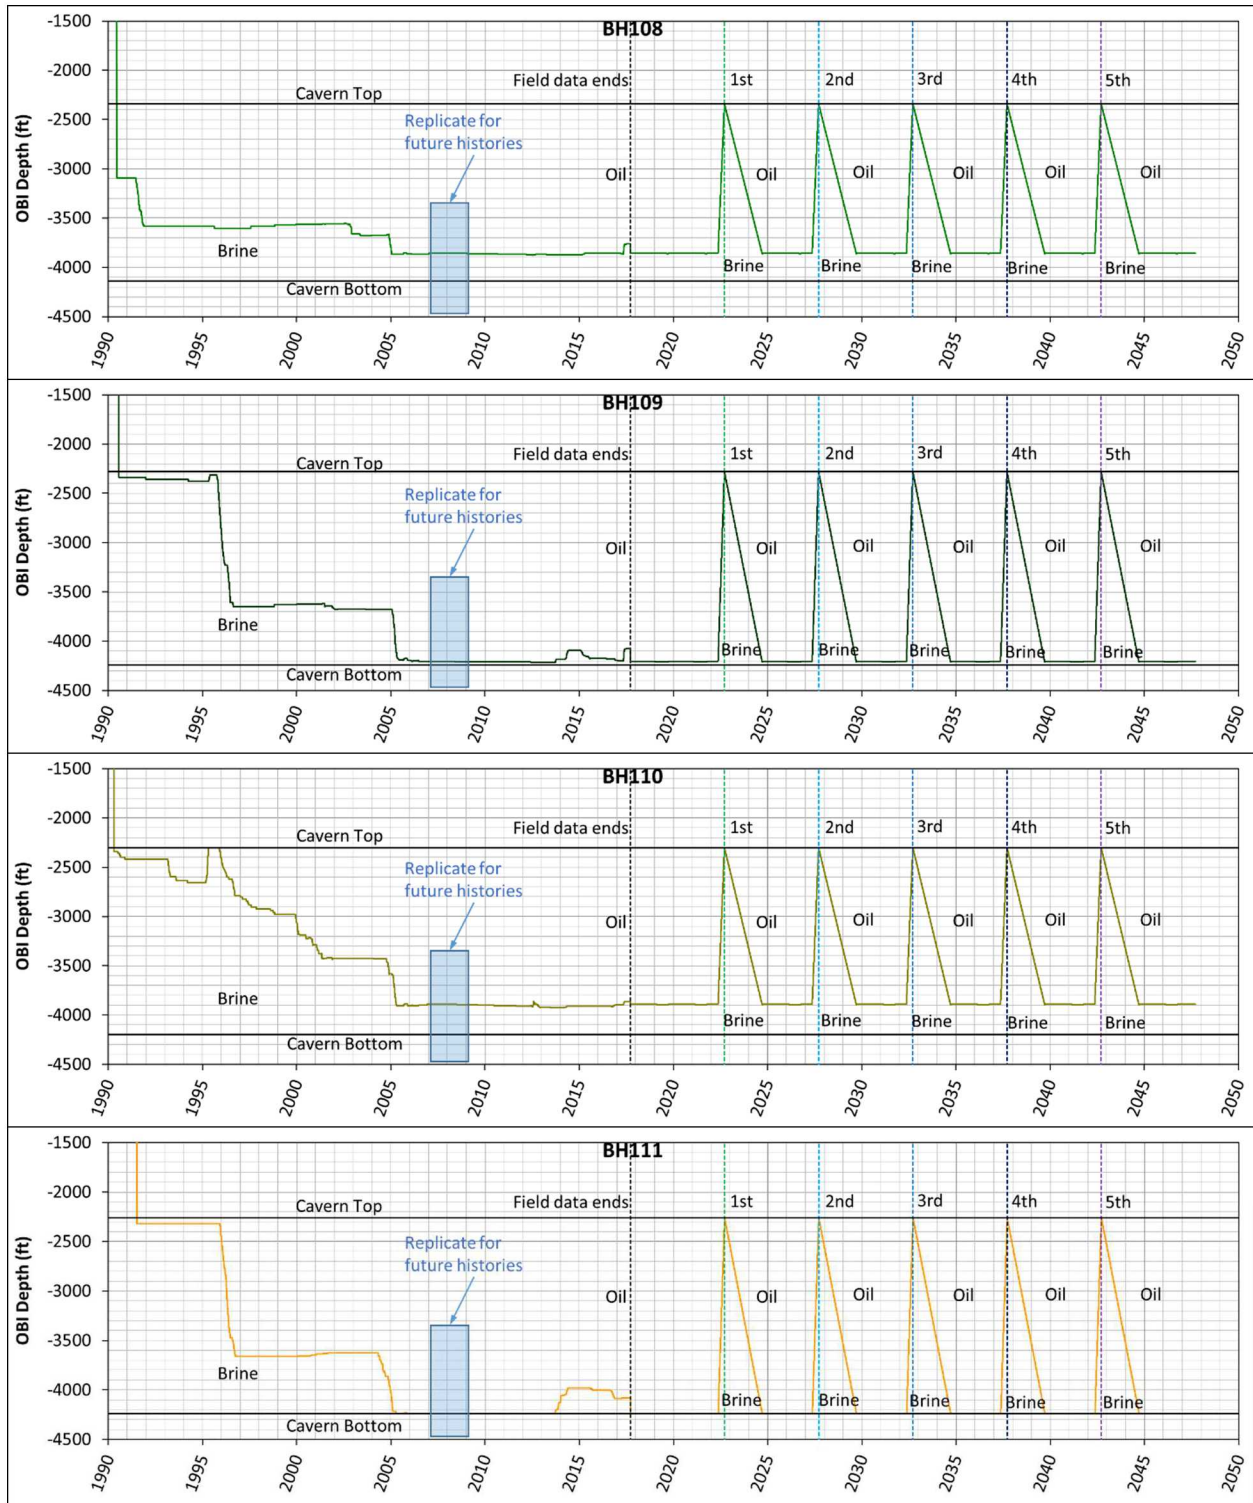 BH108
-1500
-2000
-2500
-3000
-3500
-4000
-4500
OBI Depth (ft)
Field data ends
1st
2nd
3rd
4th
5th
Cavern Top
Replicate for
future histories
Oil
Oil
Oil
Oil
Oil
Oil
Brine
Brine
Brine
Brine
Brine
Brine
Cavern Bottom
1990
1995
2000
2005
2010
2015
2020
2025
2030
2035
2040
2045
2050
BH109
-1500
-2000
-2500
-3000
-3500
-4000
-4500
OBI Depth (ft)
Field data ends
1st
2nd
3rd
4th
5th
Cavern Top
Replicate for
future histories
Oil
Oil
Oil
Oil
Oil
Oil
Brine
Brine
Brine
Brine
Brine
Brine
Cavern Bottom
1990
1995
2000
2005
2010
2015
2020
2025
2030
2035
2040
2045
2050
BH110
-1500
-2000
-2500
-3000
-3500
-4000
-4500
OBI Depth (ft)
Field data ends
1st
2nd
3rd
4th
5th
Cavern Top
Replicate for
future histories
Oil
Oil
Oil
Oil
Oil
Oil
Brine
Brine
Brine
Brine
Brine
Brine
Cavern Bottom
1990
1995
2000
2005
2010
2015
2020
2025
2030
2035
2040
2045
2050
BH111
-1500
-2000
-2500
-3000
-3500
-4000
-4500
OBI Depth (ft)
Field data ends
1st
2nd
3rd
4th
5th
Cavern Top
Replicate for
future histories
Oil
Oil
Oil
Oil
Oil
Oil
Brine
Brine
Brine
Brine
Brine
Brine
Cavern Bottom
1990
1995
2000
2005
2010
2015
2020
2025
2030
2035
2040
2045
2050